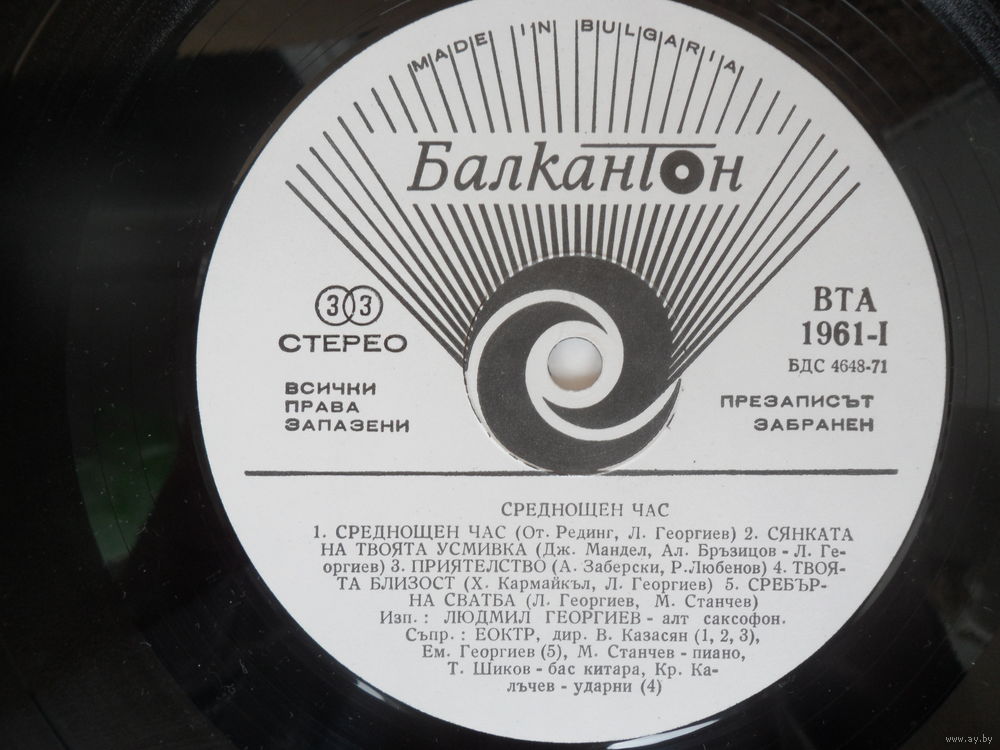 MADE IN BULGARIA
БалканТон
33
СТЕРЕО
ВСИЧКИ
ПРАВА
ЗАПАЗЕНИ
ВТА
1961-I
БДС 4648-71
ПРЕЗАПИСЪТ
ЗАБРАНЕН
СРЕДНОЩЕН ЧАС
1. СРЕДНОЩЕН ЧАС (От. Рединг, Л. Георгиев) 2. СЯНКАТА
НА ТВОЯТА УСМИВКА (Дж. Мандел, Ал. Бръзицов - Л. Ге-
оргиев) 3. ПРИЯТЕЛСТВО (А. Заберски, Р.Любенов) 4. ТВОЯ-
ТА БЛИЗОСТ (Х. Кармайкъл, Л. Георгиев) 5. СРЕБЪР-
НА СВАТБА (Л. Георгиев, М. Станчев)
Изп.: ЛЮДМИЛ ГЕОРГИЕВ - алт саксофон.
Съпр.: ЕОКТР, дир. В. Казасян (1, 2, 3),
Ем. Георгиев (5), М. Станчев - пиано,
Т. Шиков - бас китара, Кр. Ка-
лъчев - ударни (4)
www.ay.by